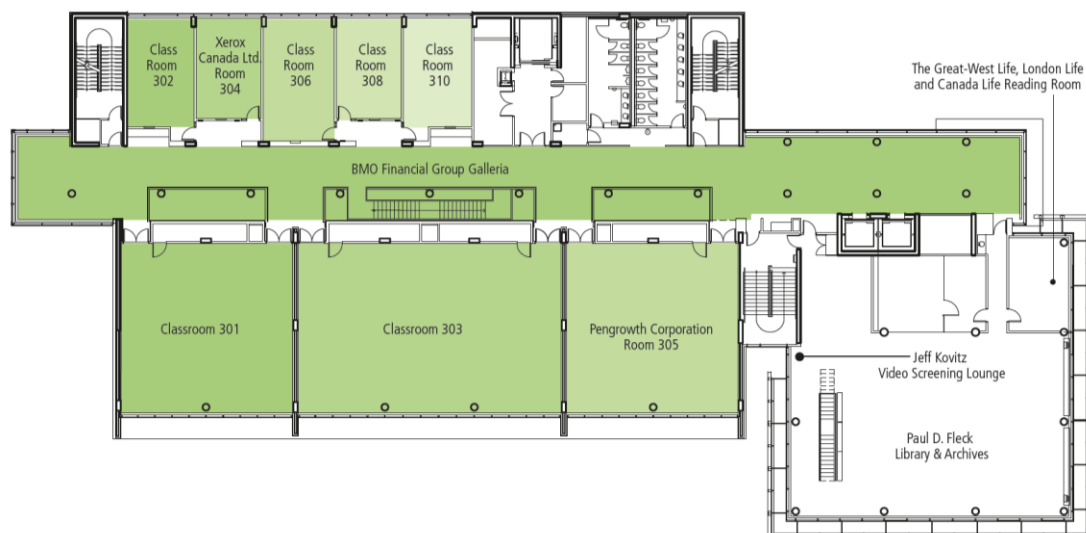 Class
Room
302
Xerox
Canada Ltd.
Room
304
Class
Room
306
Class
Room
308
Class
Room
310
The Great-West Life, London Life
and Canada Life Reading Room
BMO Financial Group Galleria
Classroom 301
Classroom 303
Pengrowth Corporation
Room 305
Jeff Kovitz
Video Screening Lounge
Paul D. Fleck
Library & Archives